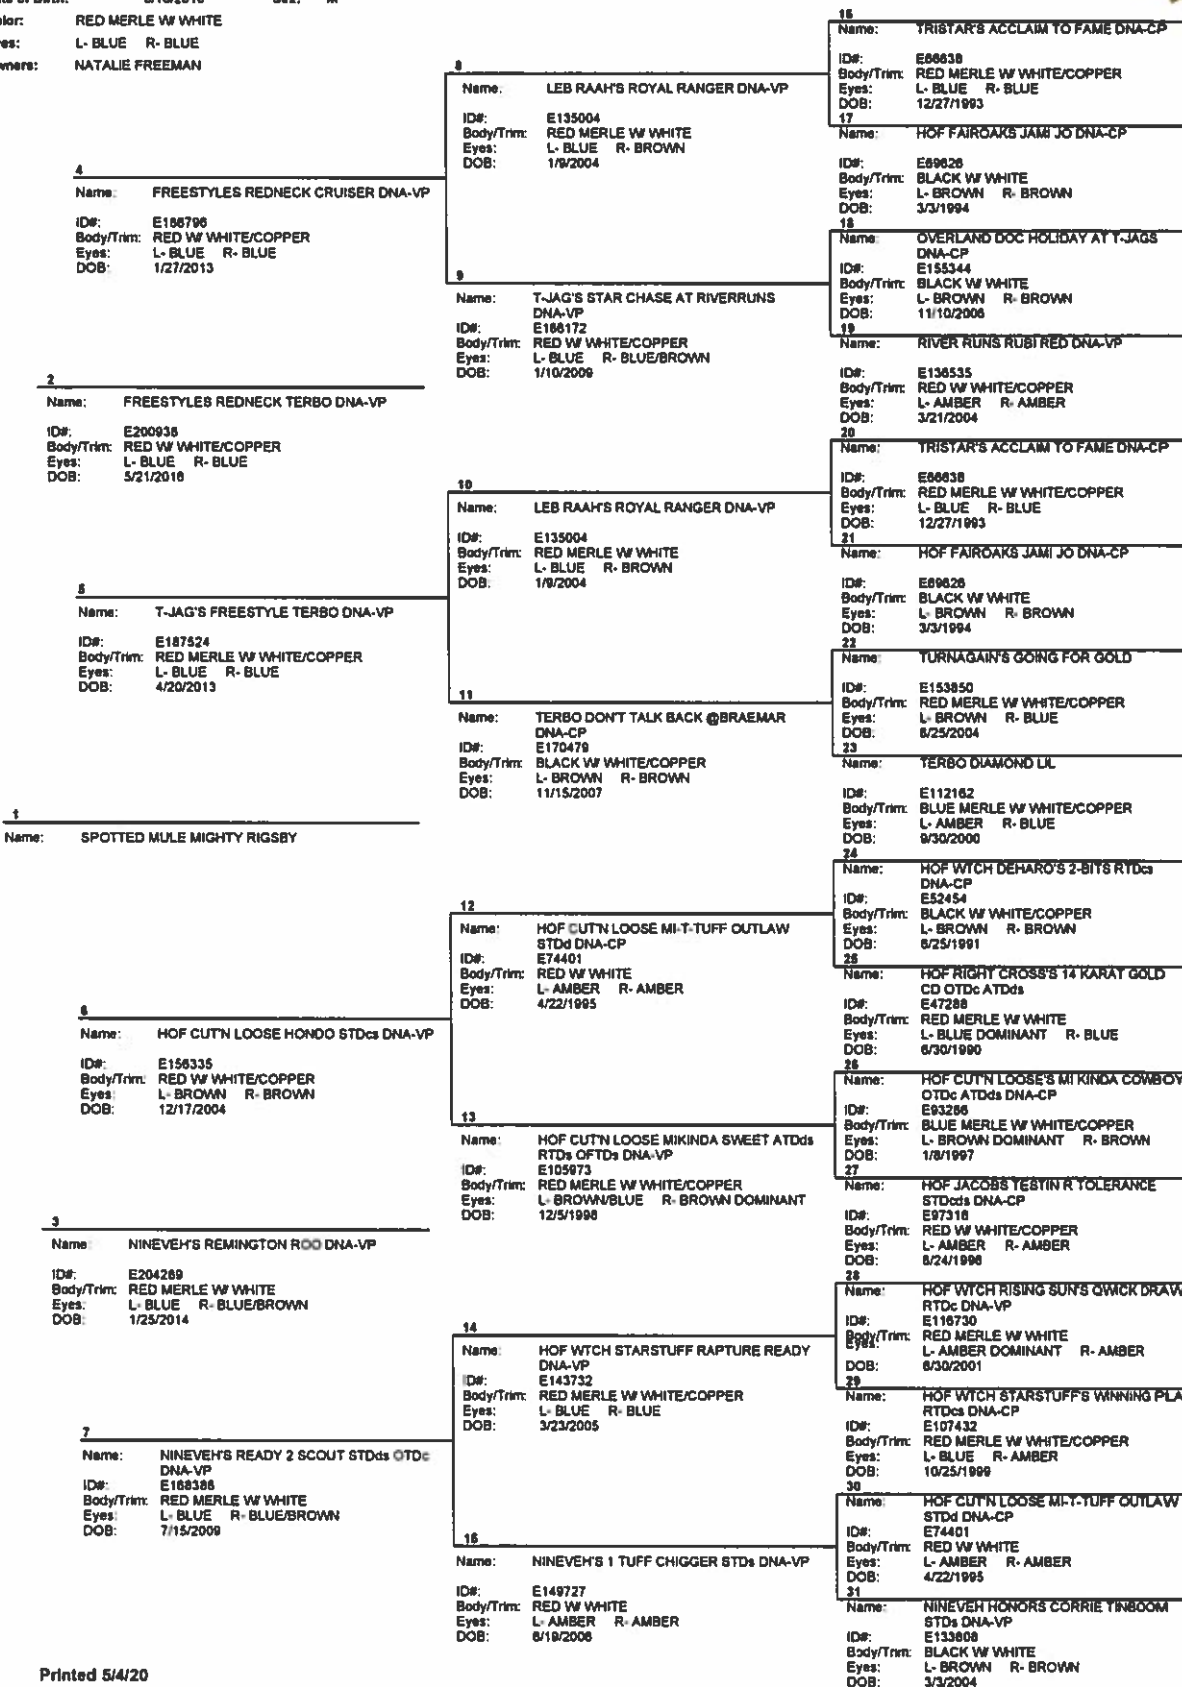 RED MERLE W/ WHITE
L- BLUE R- BLUE
NATALIE FREEMAN
1
Name: SPOTTED MULE MIGHTY RIGSBY
2
Name: FREESTYLES REDNECK TERBO DNA-VP
ID#: E200936
Body/Trim: RED W/ WHITE/COPPER
Eyes: L- BLUE R- BLUE
DOB: 5/21/2016
3
Name: NINEVEH'S REMINGTON ROO DNA-VP
ID#: E204269
Body/Trim: RED MERLE W/ WHITE
Eyes: L- BLUE R- BLUE/BROWN
DOB: 1/25/2014
4
Name: FREESTYLES REDNECK CRUISER DNA-VP
ID#: E186796
Body/Trim: RED W/ WHITE/COPPER
Eyes: L- BLUE R- BLUE
DOB: 1/27/2013
5
Name: T-JAG'S FREESTYLE TERBO DNA-VP
ID#: E187524
Body/Trim: RED MERLE W/ WHITE/COPPER
Eyes: L- BLUE R- BLUE
DOB: 4/20/2013
6
Name: HOF CUT'N LOOSE HONDO STDcs DNA-VP
ID#: E156335
Body/Trim: RED W/ WHITE/COPPER
Eyes: L- BROWN R- BROWN
DOB: 12/17/2004
7
Name: NINEVEH'S READY 2 SCOUT STDds OTDc
DNA-VP
ID#: E168386
Body/Trim: RED MERLE W/ WHITE
Eyes: L- BLUE R- BLUE/BROWN
DOB: 7/15/2009
8
Name: LEB RAAH'S ROYAL RANGER DNA-VP
ID#: E135004
Body/Trim: RED MERLE W/ WHITE
Eyes: L- BLUE R- BROWN
DOB: 1/9/2004
9
Name: T-JAG'S STAR CHASE AT RIVERRUNS
DNA-VP
ID#: E166172
Body/Trim: RED W/ WHITE/COPPER
Eyes: L- BLUE R- BLUE/BROWN
DOB: 1/10/2009
10
Name: LEB RAAH'S ROYAL RANGER DNA-VP
ID#: E135004
Body/Trim: RED MERLE W/ WHITE
Eyes: L- BLUE R- BROWN
DOB: 1/9/2004
11
Name: TERBO DON'T TALK BACK @BRAEMAR
DNA-CP
ID#: E170479
Body/Trim: BLACK W/ WHITE/COPPER
Eyes: L- BROWN R- BROWN
DOB: 11/15/2007
12
Name: HOF CUT'N LOOSE MI-T-TUFF OUTLAW
STDd DNA-CP
ID#: E74401
Body/Trim: RED W/ WHITE
Eyes: L- AMBER R- AMBER
DOB: 4/22/1995
13
Name: HOF CUT'N LOOSE MIKINDA SWEET ATDds
RTDs OFTDs DNA-VP
ID#: E105973
Body/Trim: RED MERLE W/ WHITE/COPPER
Eyes: L- BROWN/BLUE R- BROWN DOMINANT
DOB: 12/5/1998
14
Name: HOF WTCH STARSTUFF RAPTURE READY
DNA-VP
ID#: E143732
Body/Trim: RED MERLE W/ WHITE/COPPER
Eyes: L- BLUE R- BLUE
DOB: 3/23/2005
15
Name: NINEVEH'S 1 TUFF CHIGGER STDs DNA-VP
ID#: E149727
Body/Trim: RED W/ WHITE
Eyes: L- AMBER R- AMBER
DOB: 6/19/2006
16
Name: TRISTAR'S ACCLAIM TO FAME DNA-CP
ID#: E66638
Body/Trim: RED MERLE W/ WHITE/COPPER
Eyes: L- BLUE R- BLUE
DOB: 12/27/1993
17
Name: HOF FAIROAKS JAMI JO DNA-CP
ID#: E69626
Body/Trim: BLACK W/ WHITE
Eyes: L- BROWN R- BROWN
DOB: 3/3/1994
18
Name: OVERLAND DOC HOLIDAY AT T-JAGS
DNA-CP
ID#: E155344
Body/Trim: BLACK W/ WHITE
Eyes: L- BROWN R- BROWN
DOB: 11/10/2006
19
Name: RIVER RUNS RUBI RED DNA-VP
ID#: E136535
Body/Trim: RED W/ WHITE/COPPER
Eyes: L- AMBER R- AMBER
DOB: 3/21/2004
20
Name: TRISTAR'S ACCLAIM TO FAME DNA-CP
ID#: E66638
Body/Trim: RED MERLE W/ WHITE/COPPER
Eyes: L- BLUE R- BLUE
DOB: 12/27/1993
21
Name: HOF FAIROAKS JAMI JO DNA-CP
ID#: E69626
Body/Trim: BLACK W/ WHITE
Eyes: L- BROWN R- BROWN
DOB: 3/3/1994
22
Name: TURNAGAIN'S GOING FOR GOLD
ID#: E153850
Body/Trim: RED MERLE W/ WHITE/COPPER
Eyes: L- BROWN R- BLUE
DOB: 6/25/2004
23
Name: TERBO DIAMOND LIL
ID#: E112162
Body/Trim: BLUE MERLE W/ WHITE/COPPER
Eyes: L- AMBER R- BLUE
DOB: 9/30/2000
24
Name: HOF WTCH DEHARO'S 2-BITS RTDcs
DNA-CP
ID#: E52454
Body/Trim: BLACK W/ WHITE/COPPER
Eyes: L- BROWN R- BROWN
DOB: 6/25/1991
25
Name: HOF RIGHT CROSS'S 14 KARAT GOLD
CD OTDc ATDds
ID#: E47288
Body/Trim: RED MERLE W/ WHITE
Eyes: L- BLUE DOMINANT R- BLUE
DOB: 6/30/1990
26
Name: HOF CUT'N LOOSE'S MI KINDA COWBOY
OTDc ATDds DNA-CP
ID#: E93266
Body/Trim: BLUE MERLE W/ WHITE/COPPER
Eyes: L- BROWN DOMINANT R- BROWN
DOB: 1/8/1997
27
Name: HOF JACOBS TESTIN R TOLERANCE
STDcds DNA-CP
ID#: E97316
Body/Trim: RED W/ WHITE/COPPER
Eyes: L- AMBER R- AMBER
DOB: 8/24/1996
28
Name: HOF WTCH RISING SUN'S QWICK DRAW
RTDc DNA-VP
ID#: E116730
Body/Trim: RED MERLE W/ WHITE
Eyes: L- AMBER DOMINANT R- AMBER
DOB: 6/30/2001
29
Name: HOF WTCH STARSTUFF'S WINNING PLA
RTDcs DNA-CP
ID#: E107432
Body/Trim: RED MERLE W/ WHITE/COPPER
Eyes: L- BLUE R- AMBER
DOB: 10/25/1999
30
Name: HOF CUT'N LOOSE MI-T-TUFF OUTLAW
STDd DNA-CP
ID#: E74401
Body/Trim: RED W/ WHITE
Eyes: L- AMBER R- AMBER
DOB: 4/22/1995
31
Name: NINEVEH HONORS CORRIE TINBOOM
STDs DNA-VP
ID#: E133808
Body/Trim: BLACK W/ WHITE
Eyes: L- BROWN R- BROWN
DOB: 3/3/2004
Printed 5/4/20